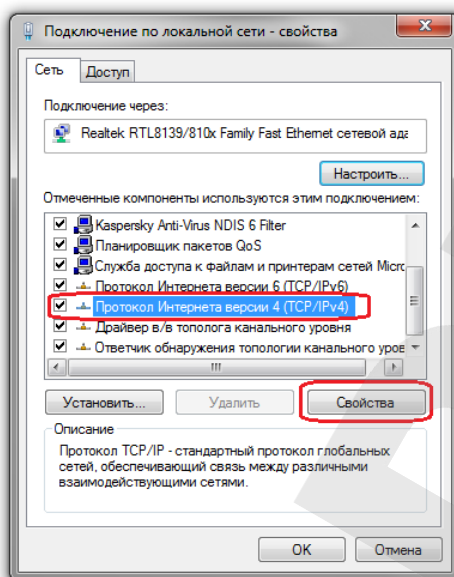 Подключение по локальной сети - свойства
Сеть Доступ
Подключение через:
Realtek RTL8139/810x Family Fast Ethernet сетевой ада
Настроить...
Отмеченные компоненты используются этим подключением:
Kaspersky Anti-Virus NDIS 6 Filter
Планировщик пакетов QoS
Служба доступа к файлам и принтерам сетей Micro
Протокол Интернета версии 6 (TCP/IPv6)
Протокол Интернета версии 4 (TCP/IPv4)
Драйвер в/в тополога канального уровня
Ответчик обнаружения топологии канального уров
Установить... Удалить Свойства
Описание
Протокол TCP/IP - стандартный протокол глобальных
сетей, обеспечивающий связь между различными
взаимодействующими сетями.
OK Отмена